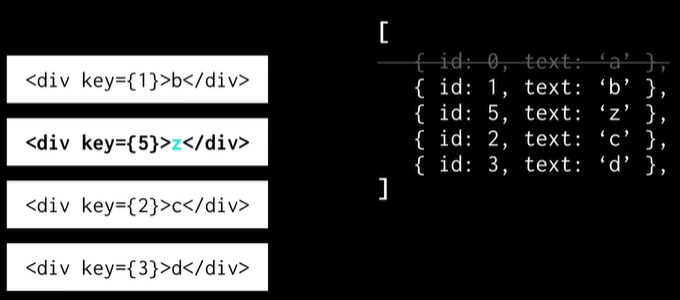 <div key={1}>b</div>
<div key={5}>z</div>
<div key={2}>c</div>
<div key={3}>d</div>
[
{ id: 0, text: ‘a’ },
{ id: 1, text: ‘b’ },
{ id: 5, text: ‘z’ },
{ id: 2, text: ‘c’ },
{ id: 3, text: ‘d’ },
]